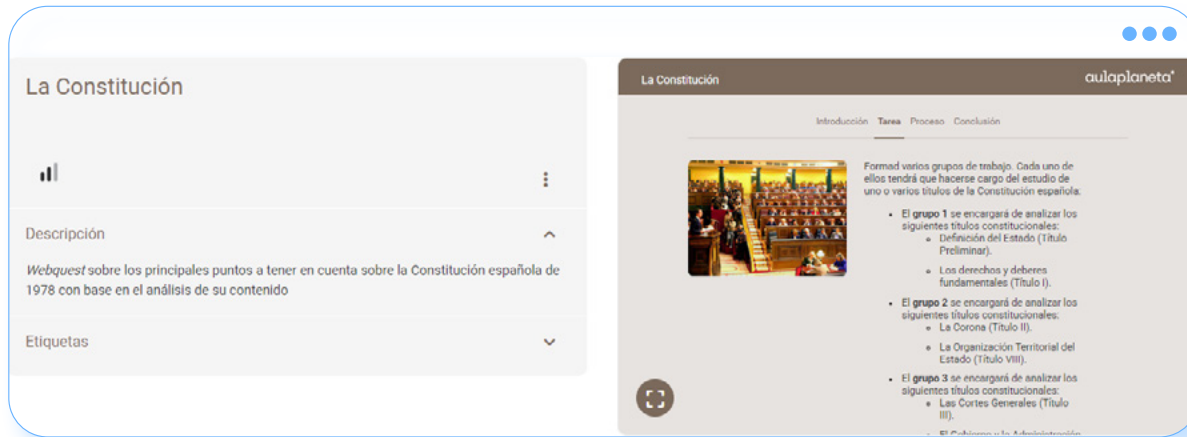 La Constitución
Descripción
Webquest sobre los principales puntos a tener en cuenta sobre la Constitución española de
1978 con base en el análisis de su contenido
Etiquetas
La Constitución
aulaplaneta
Introducción Tarea Proceso Conclusión
Formad varios grupos de trabajo. Cada uno de
ellos tendrá que hacerse cargo del estudio de
uno o varios títulos de la Constitución española:
El grupo 1 se encargará de analizar los
siguientes títulos constitucionales:
Definición del Estado (Título
Preliminar).
Los derechos y deberes
fundamentales (Título I).
El grupo 2 se encargará de analizar los
siguientes títulos constitucionales:
La Corona (Título II).
La Organización Territorial del
Estado (Título VIII).
El grupo 3 se encargará de analizar los
siguientes títulos constitucionales:
Las Cortes Generales (Título
III).
El Gobierno y la Administración